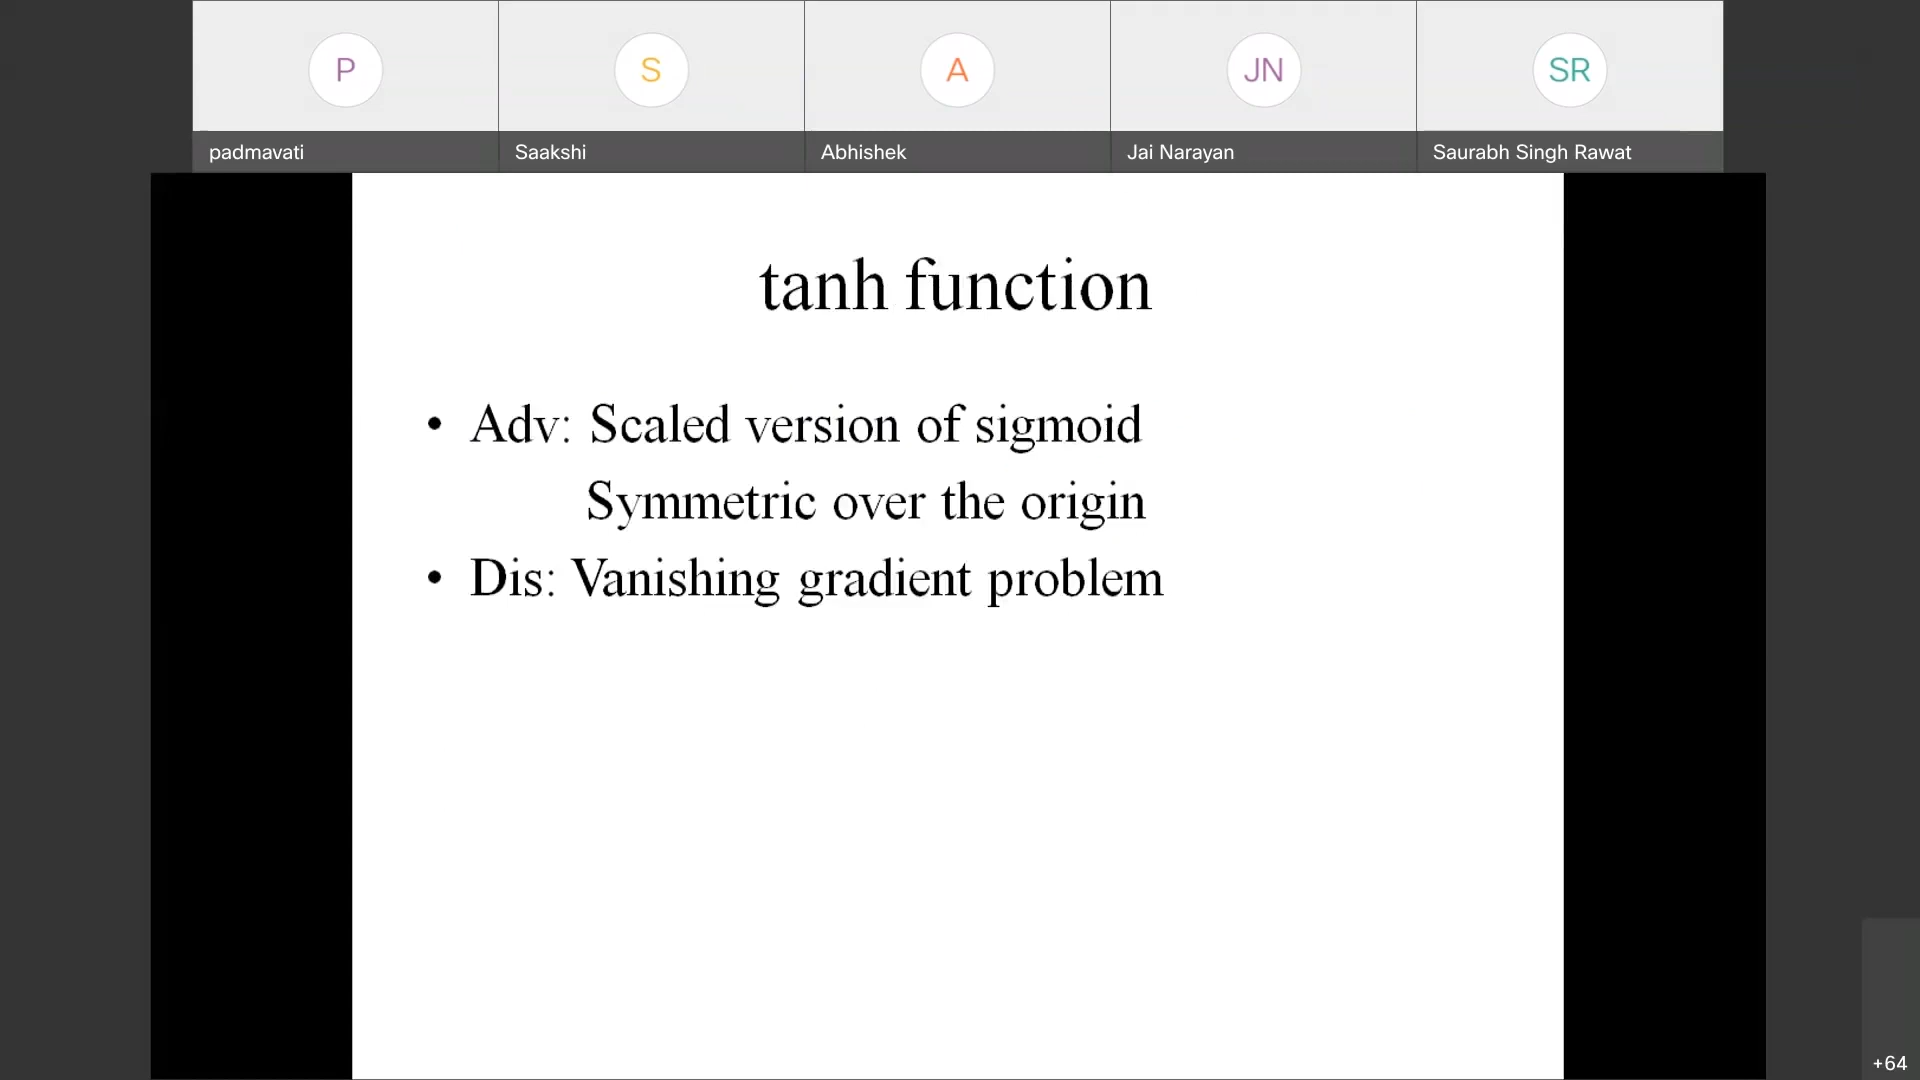 P
S
A
JN
SR
padmavati
Saakshi
Abhishek
Jai Narayan
Saurabh Singh Rawat
tanh function
• Adv: Scaled version of sigmoid
Symmetric over the origin
• Dis: Vanishing gradient problem
+64